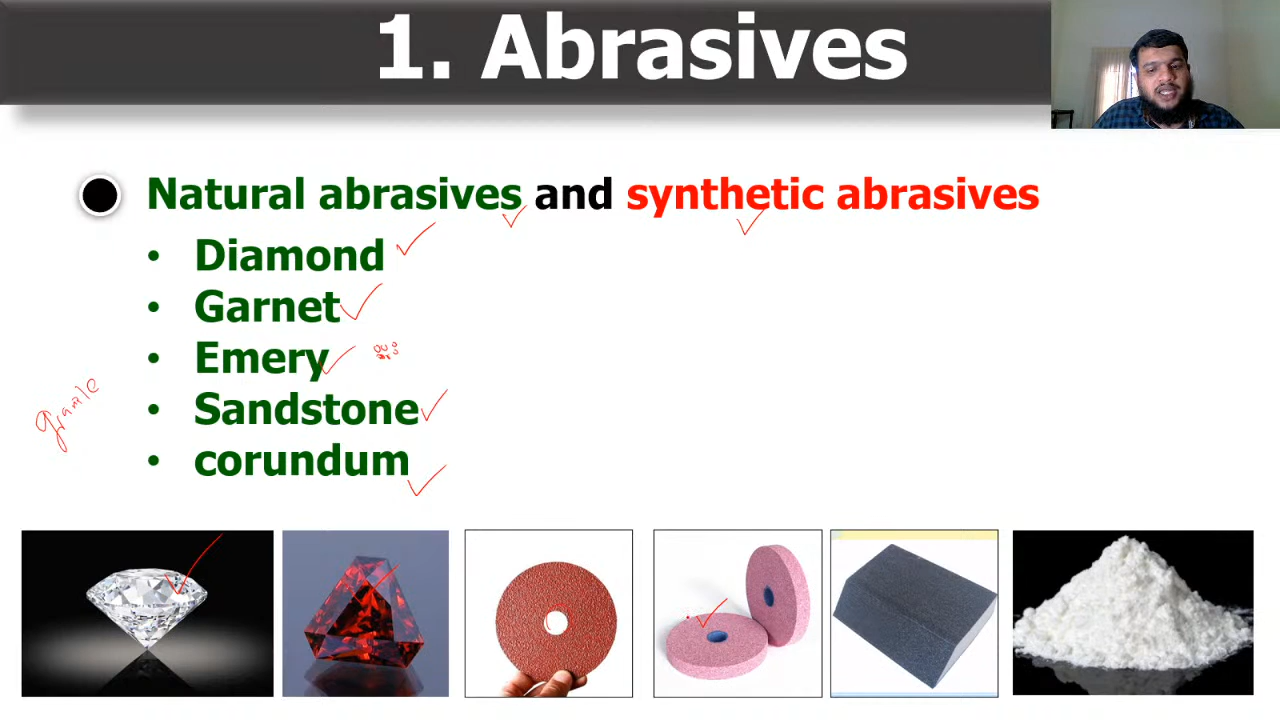 1. Abrasives
Natural abrasives and synthetic abrasives
• Diamond
• Garnet
• Emery
• Sandstone
• corundum